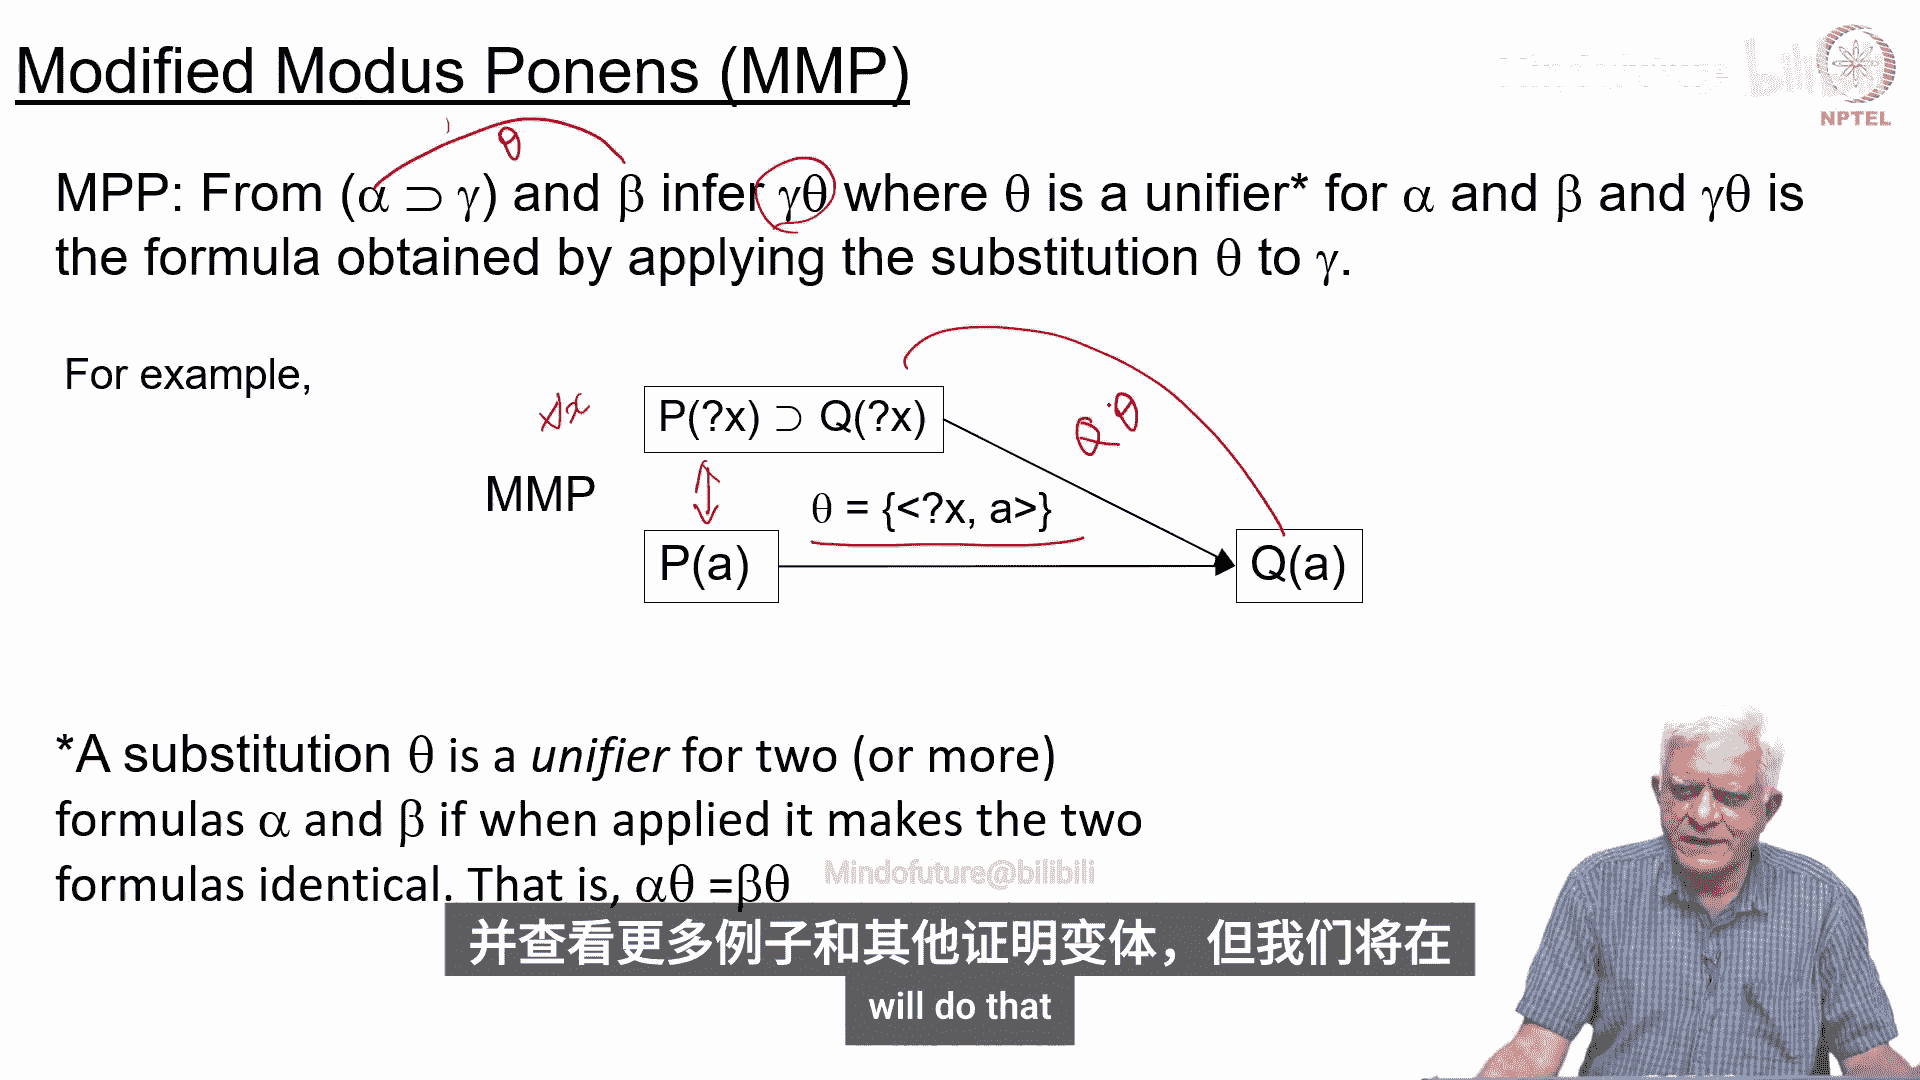 Modified Modus Ponens (MMP)
NPTEL
θ
MPP: From (α ⊃ γ) and β infer γθ where θ is a unifier* for α and β and γθ is
the formula obtained by applying the substitution θ to γ.
For example,
P(?x) ⊃ Q(?x)
MMP
θ = {<?x, a>}
P(a)
Q(a)
*A substitution θ is a unifier for two (or more)
formulas α and β if when applied it makes the two
formulas identical. That is, αθ =βθ
Mindofuture@bilibili
并查看更多例子和其他证明变体，但我们将在
will do that